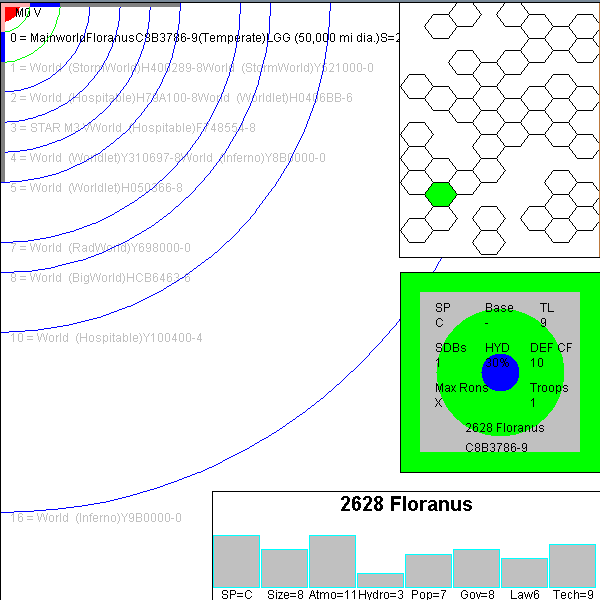 M0 V
0 = MainworldFloranusC8B3786-9(Temperate)LGG (50,000 mi dia.)S=2
1 = World (StormWorld)H400289-8World (StormWorld)Y521000-0
2 = World (Hospitable)H79A100-8World (Worldlet)H0406BB-6
3 = STAR M3 VWorld (Hospitable)F748554-8
4 = World (Worldlet)Y310697-8World (Inferno)Y8B0000-0
5 = World (Worldlet)H050366-8
7 = World (RadWorld)Y698000-0
8 = World (BigWorld)HCB6463-6
10 = World (Hospitable)Y100400-4
16 = World (Inferno)Y9B0000-0
SP Base TL
C - 9
SDBs HYD DEF CF
1 30% 10
Max Rons Troops
X 1
2628 Floranus
C8B3786-9
2628 Floranus
SP=C Size=8 Atmo=11 Hydro=3 Pop=7 Gov=8 Law6 Tech=9